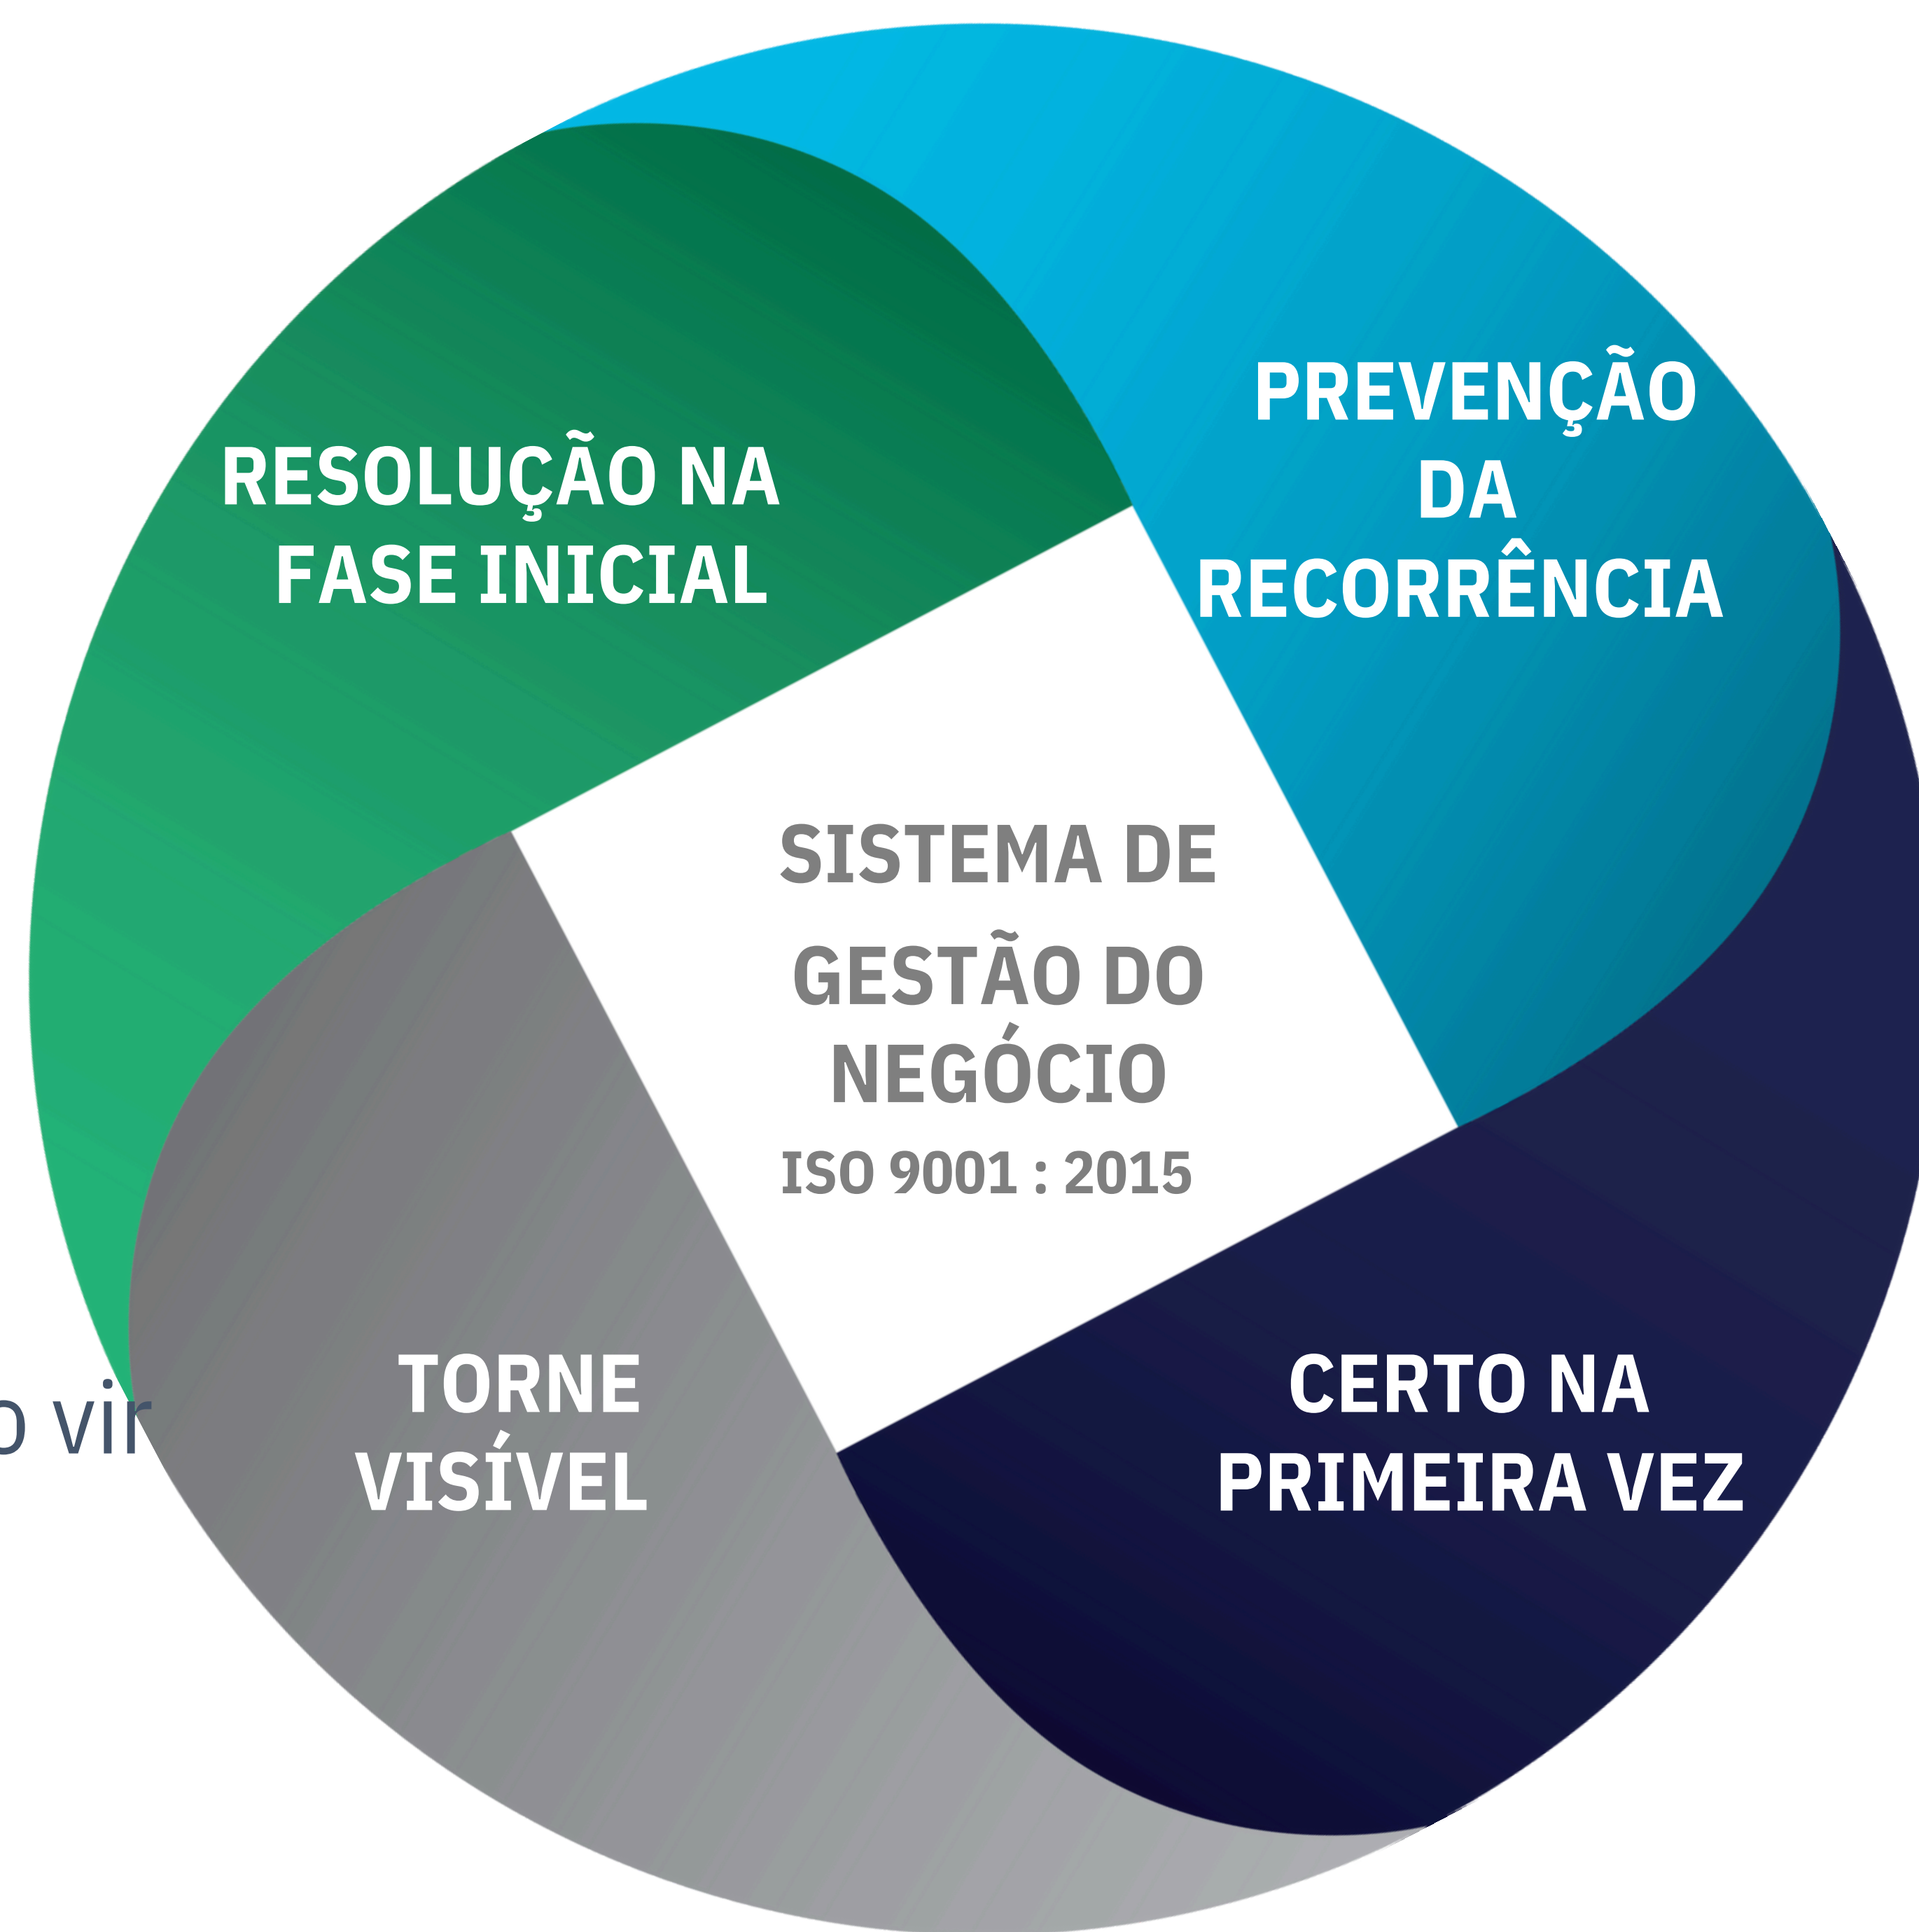 RESOLUÇÃO NA
FASE INICIAL
PREVENÇÃO
DA
RECORRÊNCIA
SISTEMA DE
GESTÃO DO
NEGÓCIO
ISO 9001 : 2015
TORNE
VISÍVEL
CERTO NA
PRIMEIRA VEZ
o vir